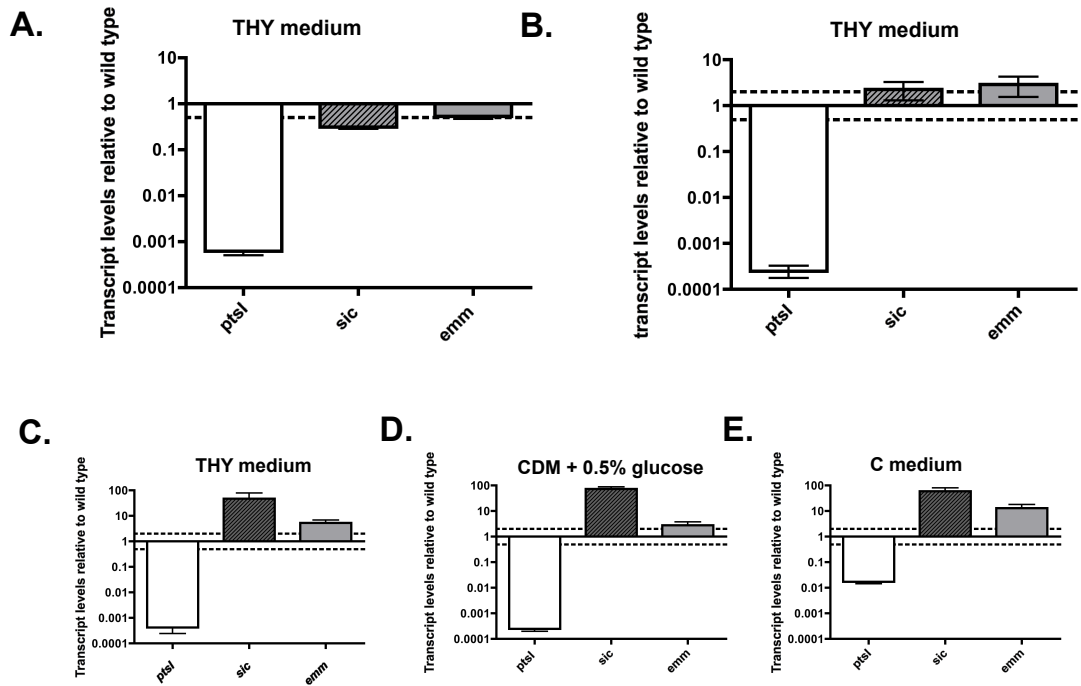 A.
THY medium
Transcript levels relative to wild type
10
1
0.1
0.01
0.001
0.0001
ptsI
sic
emm
B.
THY medium
transcript levels relative to wild type
10
1
0.1
0.01
0.001
0.0001
ptsI
sic
emm
C.
THY medium
Transcript levels relative to wild type
100
10
1
0.1
0.01
0.001
0.0001
ptsI
sic
emm
D.
CDM + 0.5% glucose
Transcript levels relative to wild type
100
10
1
0.1
0.01
0.001
0.0001
ptsI
sic
emm
E.
C medium
Transcript levels relative to wild type
100
10
1
0.1
0.01
0.001
0.0001
ptsI
sic
emm